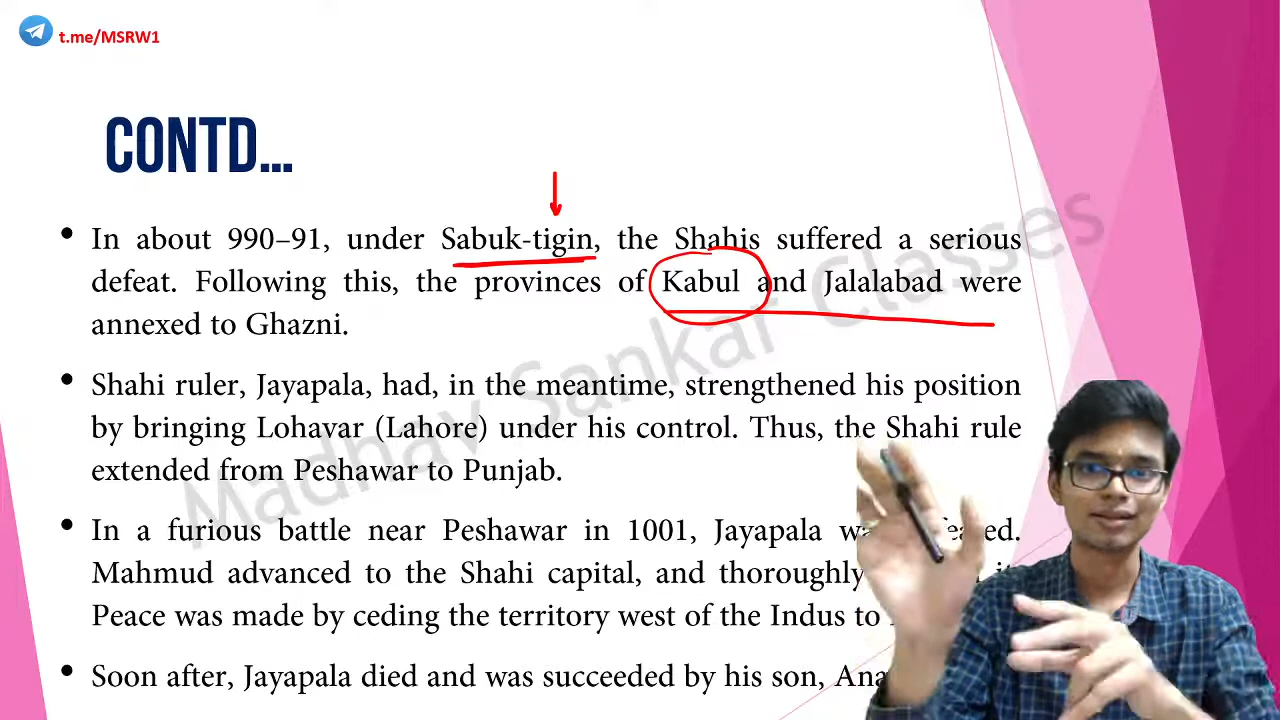 t.me/MSRW1
CONTD...
• In about 990–91, under Sabuk-tigin, the Shahis suffered a serious
defeat. Following this, the provinces of Kabul and Jalalabad were
annexed to Ghazni.
• Shahi ruler, Jayapala, had, in the meantime, strengthened his position
by bringing Lohavar (Lahore) under his control. Thus, the Shahi rule
extended from Peshawar to Punjab.
• In a furious battle near Peshawar in 1001, Jayapala
Mahmud advanced to the Shahi capital, and thoroughly
Peace was made by ceding the territory west of the Indus to
• Soon after, Jayapala died and was succeeded by his son,
Madhav Sankar Classes